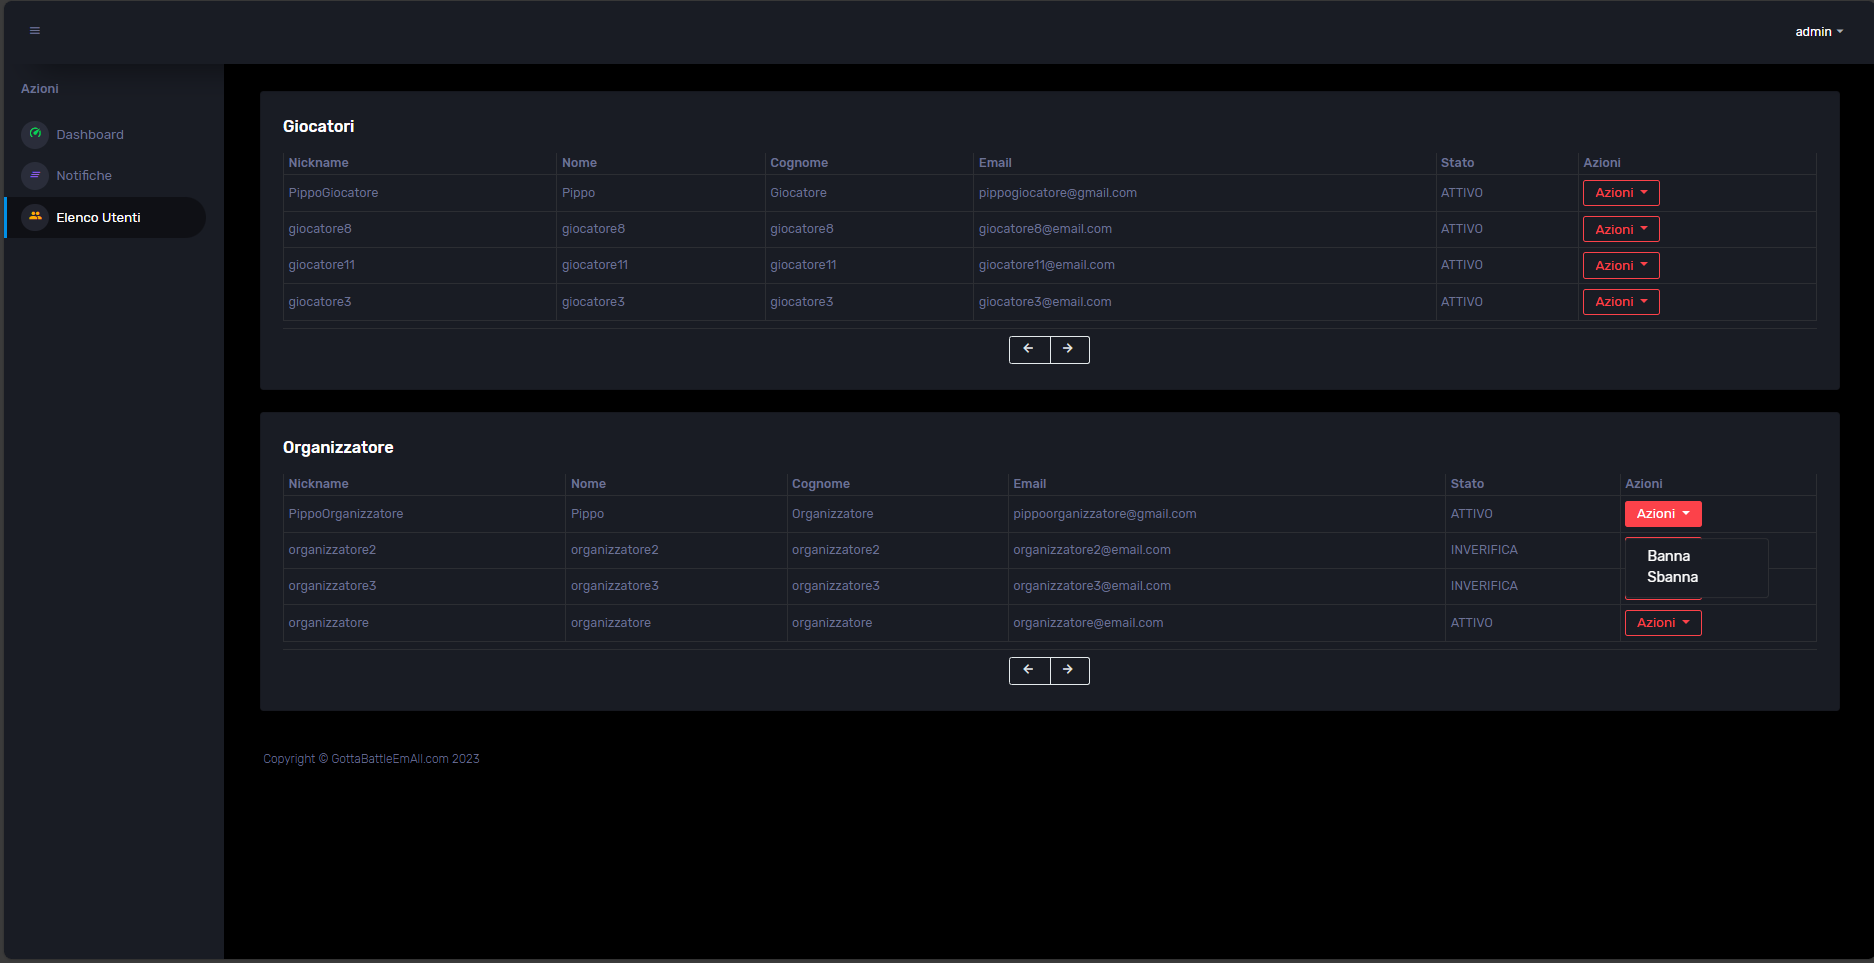 admin
Azioni
Dashboard
Notifiche
Elenco Utenti
Giocatori
Nickname Nome Cognome Email Stato Azioni
PippoGiocatore Pippo Giocatore pippogiocatore@gmail.com ATTIVO Azioni
giocatore8 giocatore8 giocatore8 giocatore8@email.com ATTIVO Azioni
giocatore11 giocatore11 giocatore11 giocatore11@email.com ATTIVO Azioni
giocatore3 giocatore3 giocatore3 giocatore3@email.com ATTIVO Azioni
Organizzatore
Nickname Nome Cognome Email Stato Azioni
PippoOrganizzatore Pippo Organizzatore pippoorganizzatore@gmail.com ATTIVO Azioni
organizzatore2 organizzatore2 organizzatore2 organizzatore2@email.com INVERIFICA
Banna
Sbanna
organizzatore3 organizzatore3 organizzatore3 organizzatore3@email.com INVERIFICA
organizzatore organizzatore organizzatore organizzatore@email.com ATTIVO Azioni
Copyright © GottaBattleEmAll.com 2023